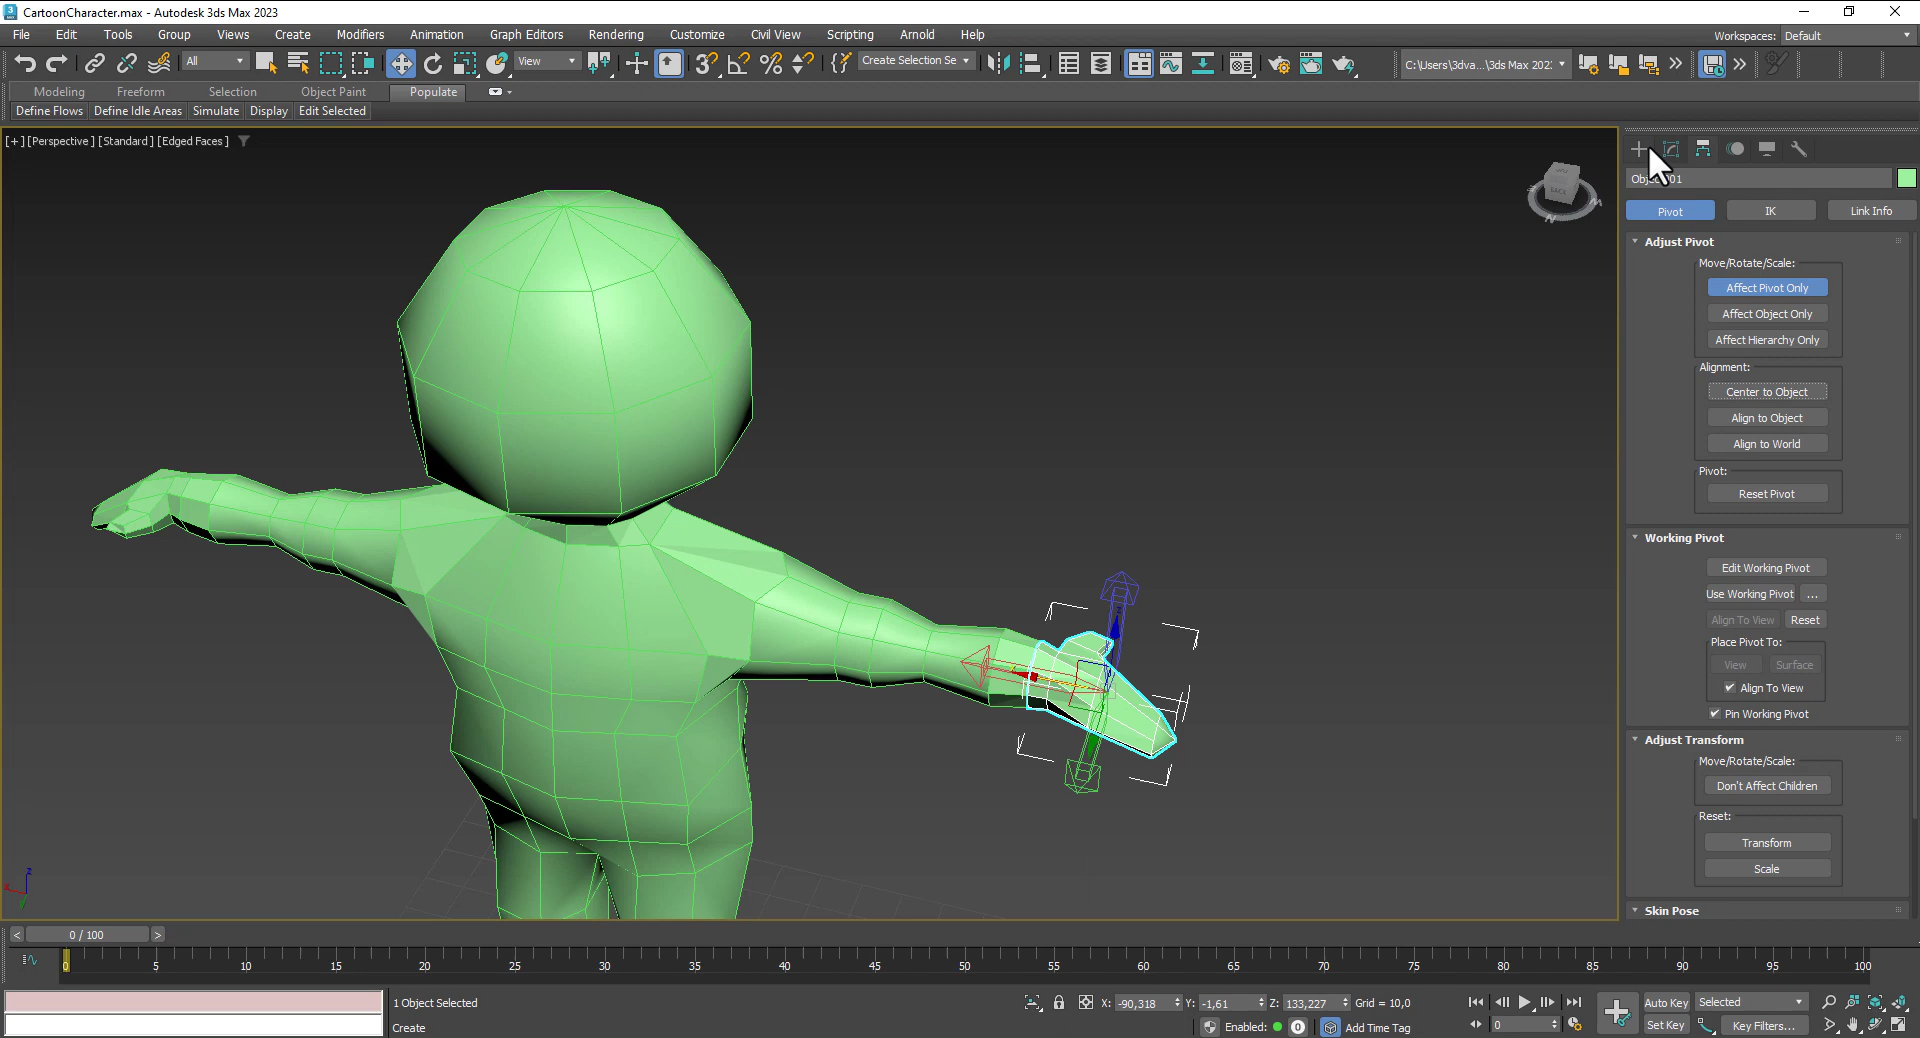 CartoonCharacter.max - Autodesk 3ds Max 2023
File Edit Tools Group Views Create Modifiers Animation Graph Editors Rendering Customize Civil View Scripting Arnold Help
Workspaces: Default
All View Create Selection Se C:\Users\3dva...\3ds Max 202
Modeling Freeform Selection Object Paint Populate
Define Flows Define Idle Areas Simulate Display Edit Selected
[+] [Perspective ] [Standard ] [Edged Faces ]
Pivot IK Link Info
Adjust Pivot
Move/Rotate/Scale:
Affect Pivot Only
Affect Object Only
Affect Hierarchy Only
Alignment:
Center to Object
Align to Object
Align to World
Pivot:
Reset Pivot
Working Pivot
Edit Working Pivot
Use Working Pivot ...
Align To View Reset
Place Pivot To:
View Surface
Align To View
Pin Working Pivot
Adjust Transform
Move/Rotate/Scale:
Don't Affect Children
Reset:
Transform
Scale
Skin Pose
< 0 / 100 >
0 5 10 15 20 25 30 35 40 45 50 55 60 65 70 75 80 85 90 95 100
1 Object Selected
Create
X: -90,318 Y: -1,61 Z: 133,227 Grid = 10,0
Enabled: 0 Add Time Tag
0
Auto Key Selected
Set Key Key Filters...